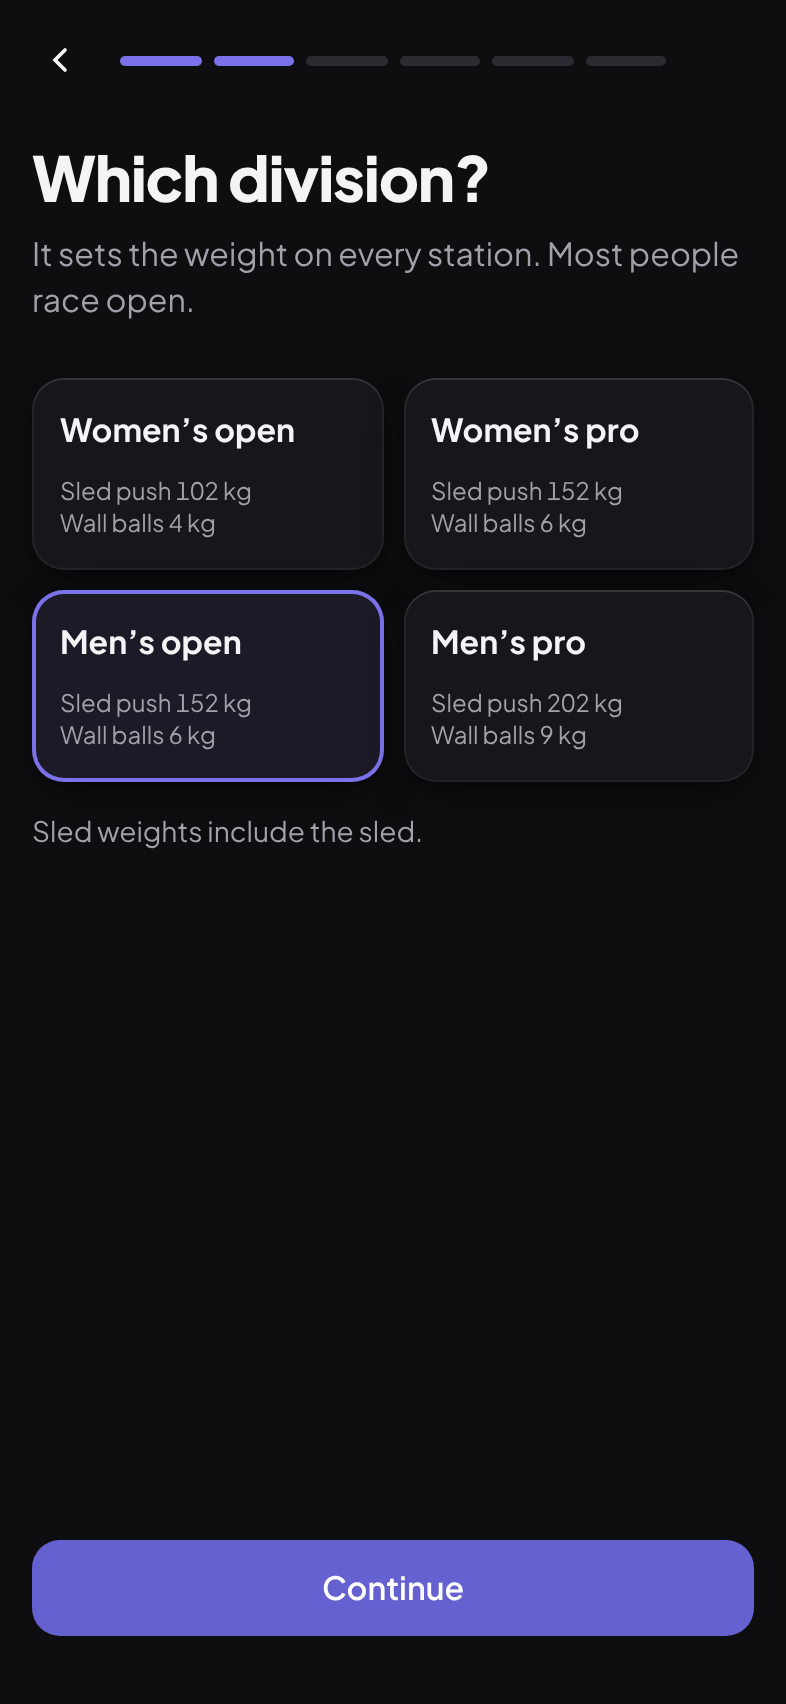 Which division?
It sets the weight on every station. Most people
race open.
Women’s open
Sled push 102 kg
Wall balls 4 kg
Women’s pro
Sled push 152 kg
Wall balls 6 kg
Men’s open
Sled push 152 kg
Wall balls 6 kg
Men’s pro
Sled push 202 kg
Wall balls 9 kg
Sled weights include the sled.
Continue